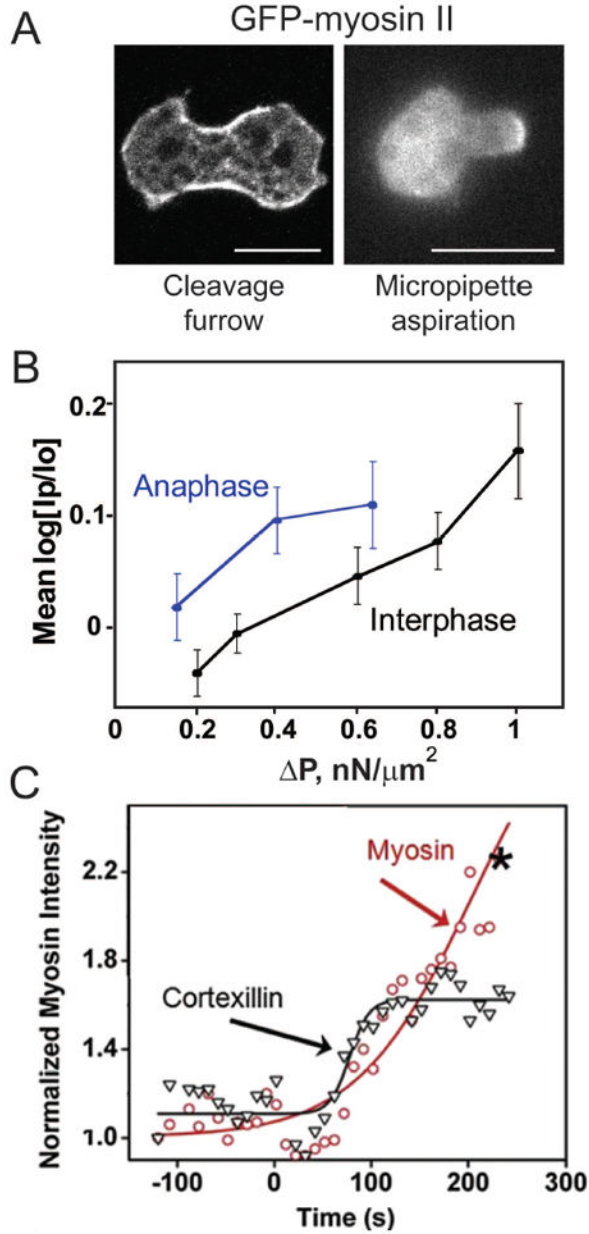 A
GFP-myosin II
Cleavage
furrow
Micropipette
aspiration
B
Mean log[Ip/Io]
0.2
0.1
0
Anaphase
Interphase
0 0.2 0.4 0.6 0.8 1
ΔP, nN/μm²
C
Normalized Myosin Intensity
2.2
1.8
1.4
1.0
Myosin
*
Cortexillin
-100 0 100 200 300
Time (s)